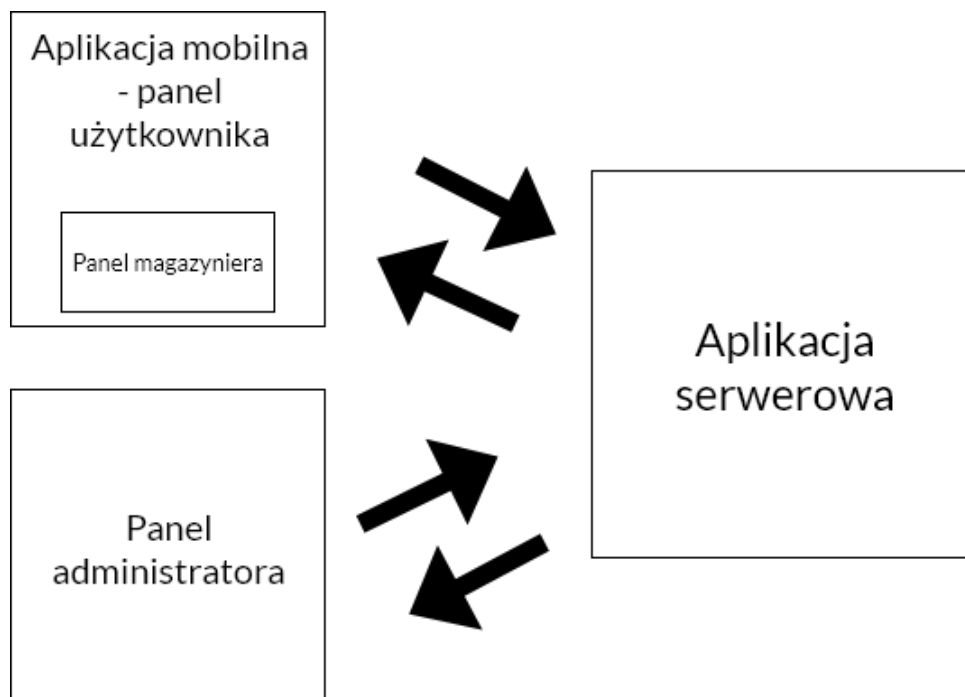 Aplikacja mobilna
- panel
użytkownika
Panel magazyniera
Aplikacja
serwerowa
Panel
administratora